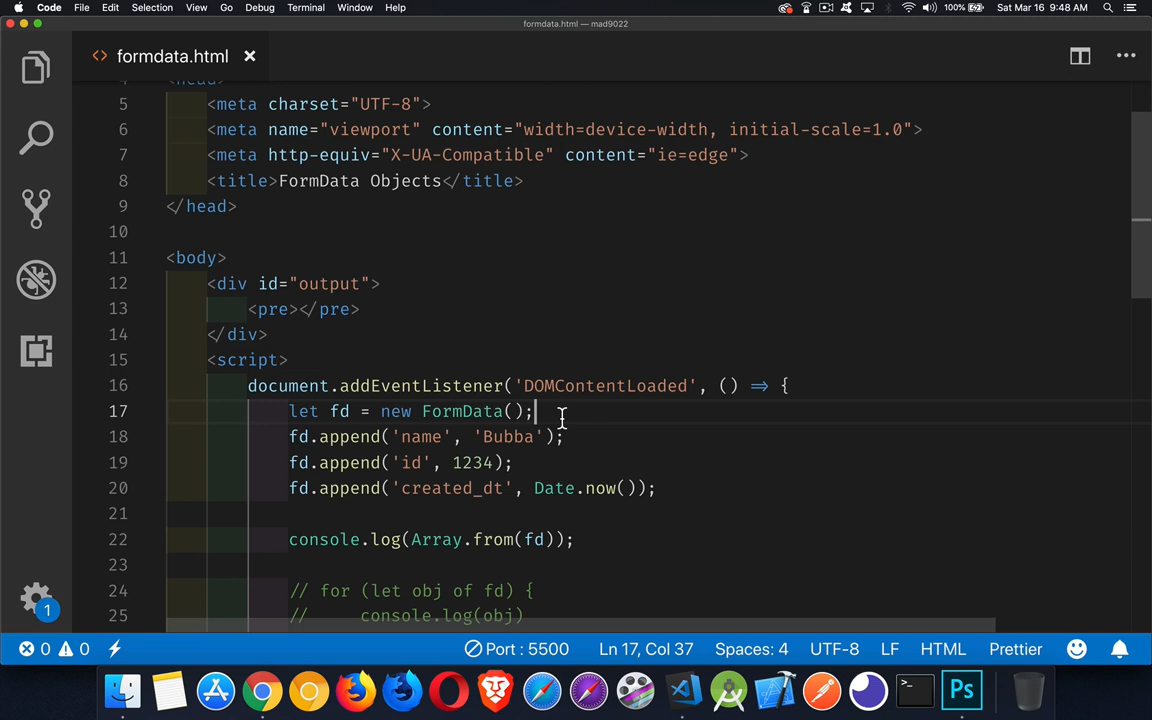 Code File Edit Selection View Go Debug Terminal Window Help 100% Sat Mar 16 9:48 AM
formdata.html — mad9022
<> formdata.html ×
4 <head>
5 <meta charset="UTF-8">
6 <meta name="viewport" content="width=device-width, initial-scale=1.0">
7 <meta http-equiv="X-UA-Compatible" content="ie=edge">
8 <title>FormData Objects</title>
9 </head>
10
11 <body>
12 <div id="output">
13 <pre></pre>
14 </div>
15 <script>
16 document.addEventListener('DOMContentLoaded', () => {
17 let fd = new FormData();
18 fd.append('name', 'Bubba');
19 fd.append('id', 1234);
20 fd.append('created_dt', Date.now());
21
22 console.log(Array.from(fd));
23
24 // for (let obj of fd) {
25 // console.log(obj)
1
0 0 Port : 5500 Ln 17, Col 37 Spaces: 4 UTF-8 LF HTML Prettier
>_ Ps